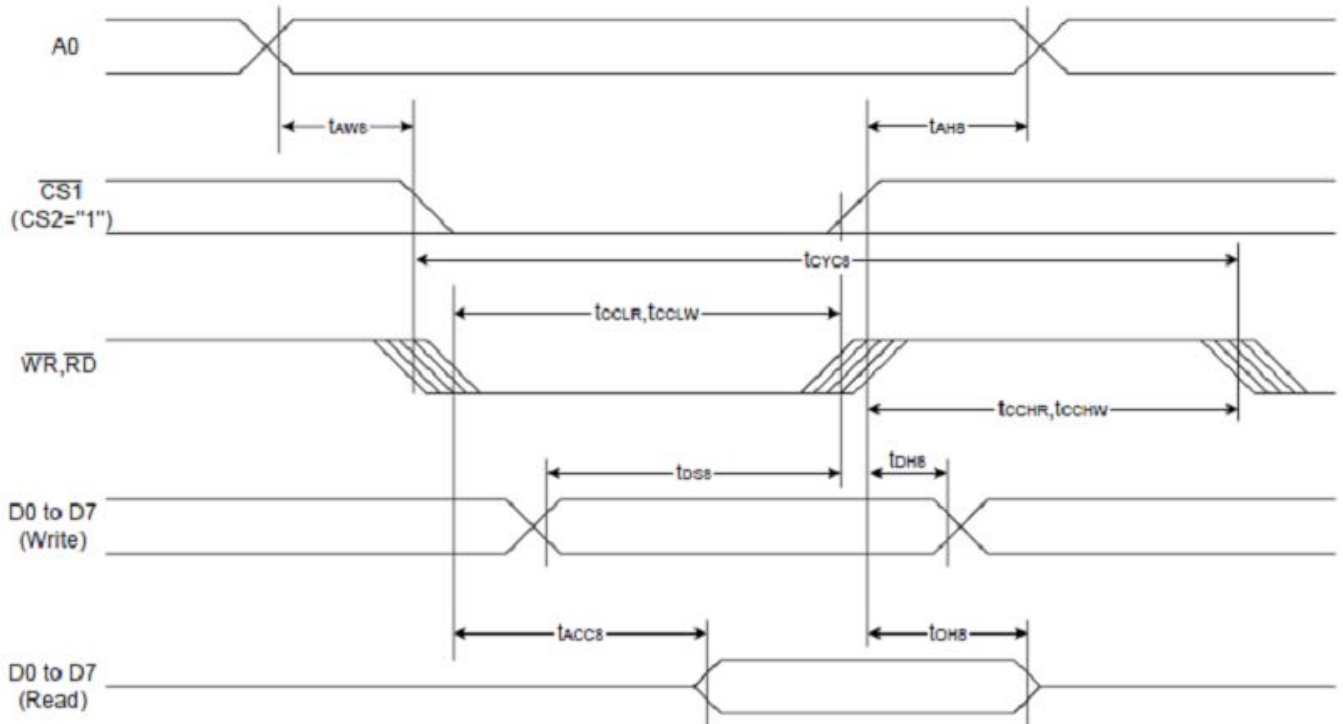 A0
tAW8
tAH8
CS1
(CS2="1")
tCYC8
tCCLR,tCCLW
WR,RD
tCCHR,tCCHW
tDS8
tDH8
D0 to D7
(Write)
tACC8
tOH8
D0 to D7
(Read)